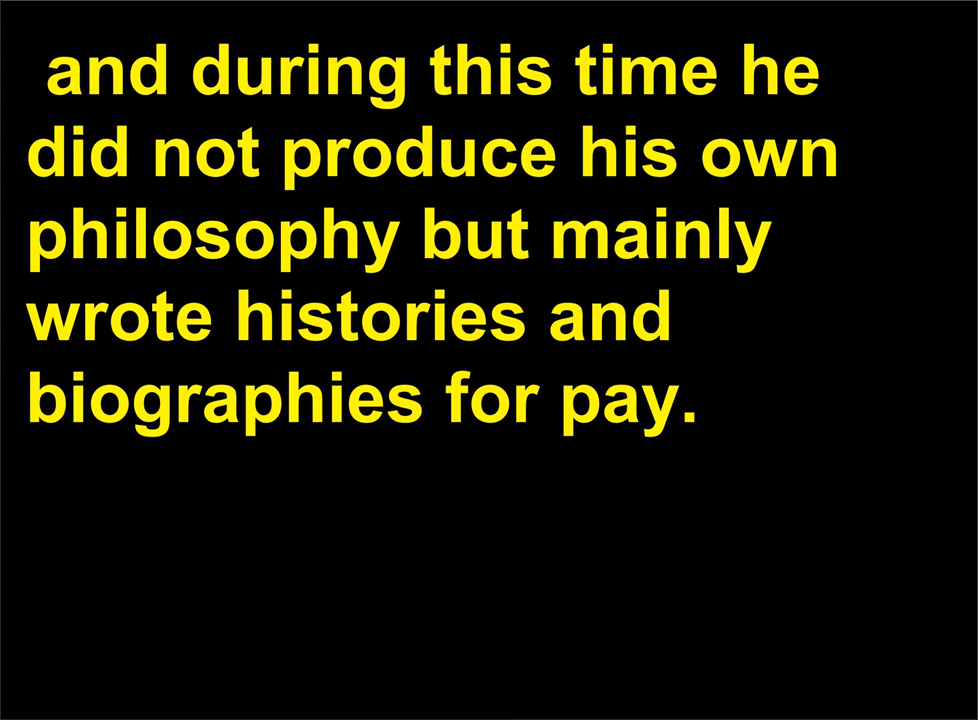 and during this time he
did not produce his own
philosophy but mainly
wrote histories and
biographies for pay.